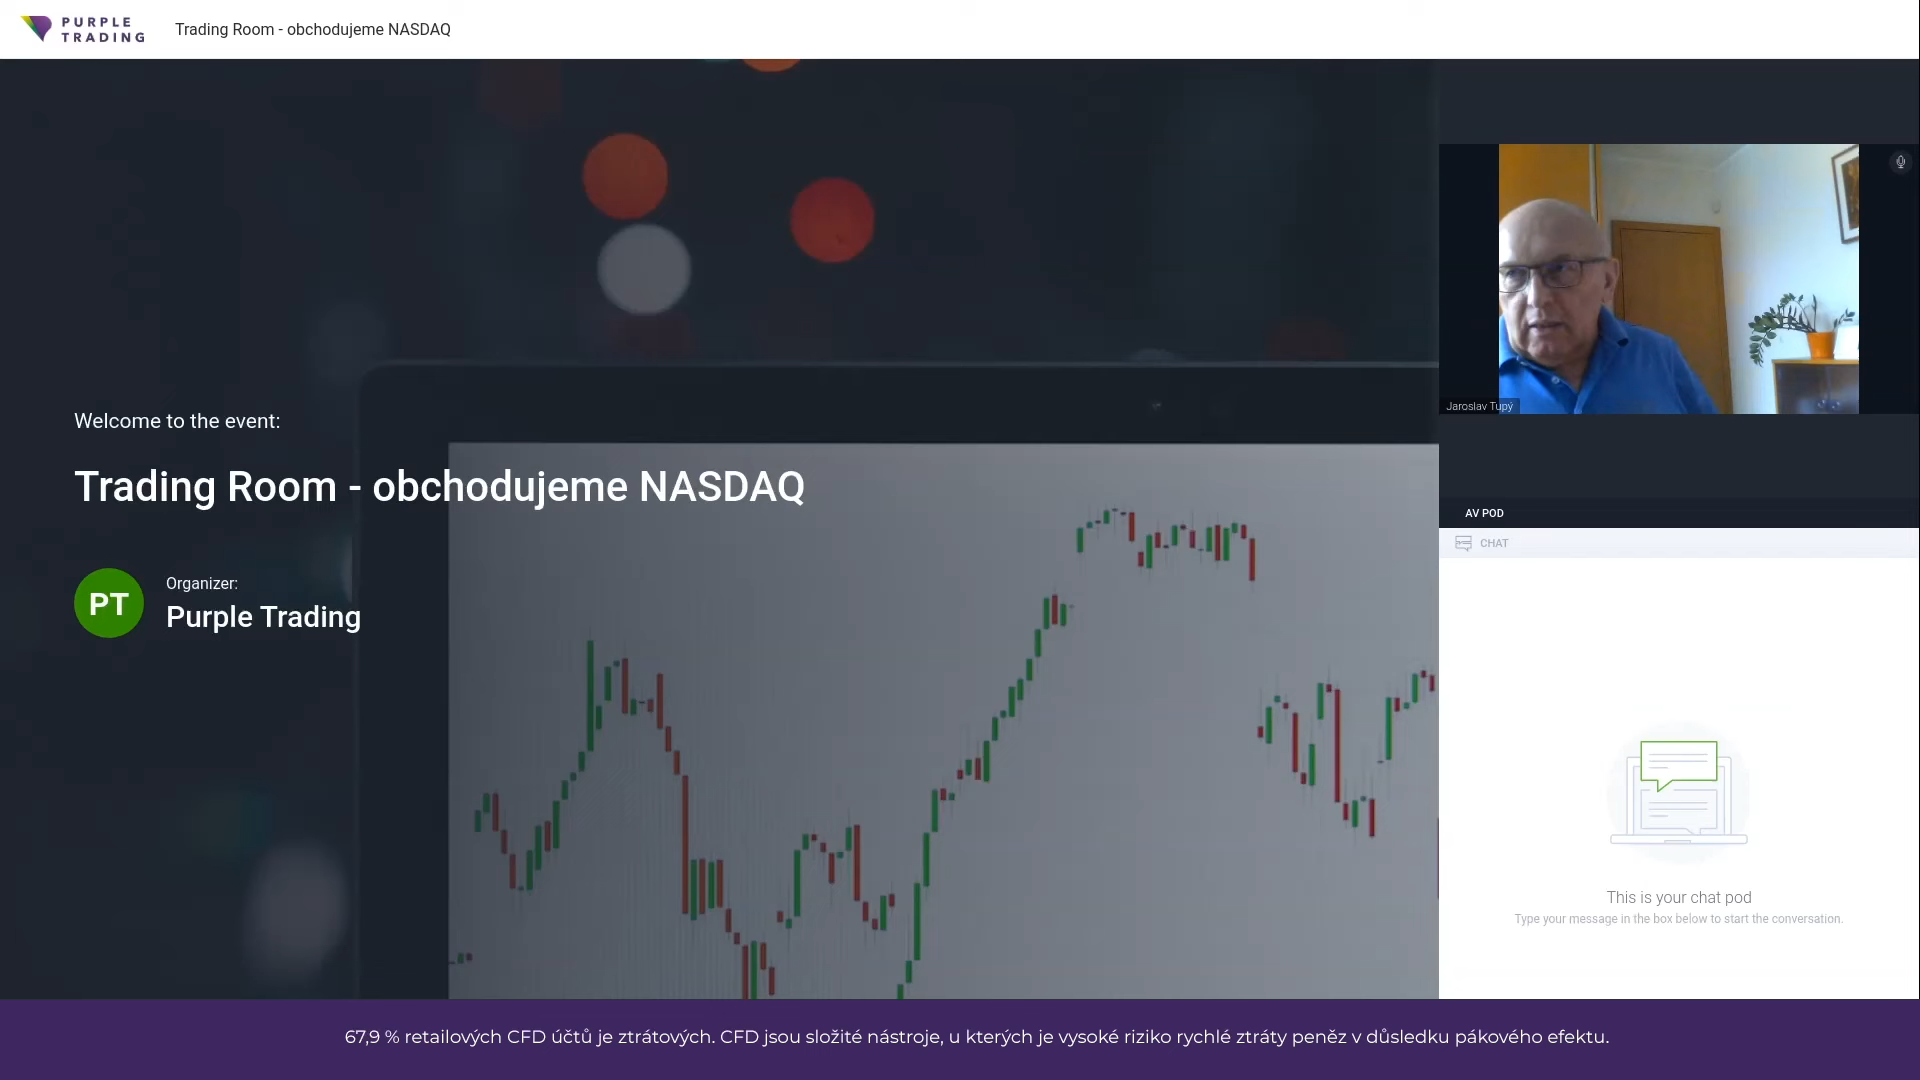 PURPLE
TRADING
Trading Room - obchodujeme NASDAQ
Welcome to the event:
Trading Room - obchodujeme NASDAQ
PT
Organizer:
Purple Trading
Jaroslav Tupý
AV POD
CHAT
This is your chat pod
Type your message in the box below to start the conversation.
67,9 % retailových CFD účtů je ztrátových. CFD jsou složité nástroje, u kterých je vysoké riziko rychlé ztráty peněz v důsledku pákového efektu.